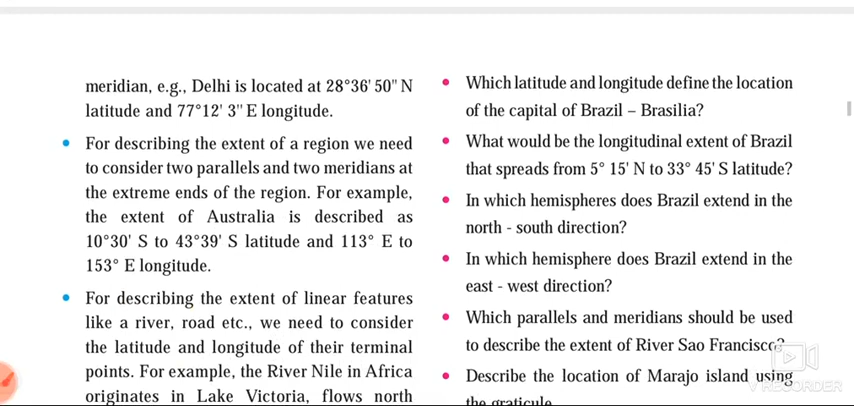 meridian, e.g., Delhi is located at 28°36' 50" N
latitude and 77°12' 3" E longitude.
• For describing the extent of a region we need
to consider two parallels and two meridians at
the extreme ends of the region. For example,
the extent of Australia is described as
10°30' S to 43°39' S latitude and 113° E to
153° E longitude.
• For describing the extent of linear features
like a river, road etc., we need to consider
the latitude and longitude of their terminal
points. For example, the River Nile in Africa
originates in Lake Victoria, flows north
• Which latitude and longitude define the location
of the capital of Brazil – Brasilia?
• What would be the longitudinal extent of Brazil
that spreads from 5° 15' N to 33° 45' S latitude?
• In which hemispheres does Brazil extend in the
north - south direction?
• In which hemisphere does Brazil extend in the
east - west direction?
• Which parallels and meridians should be used
to describe the extent of River Sao Francisco?
• Describe the location of Marajo island using
the graticule
V RECORDER